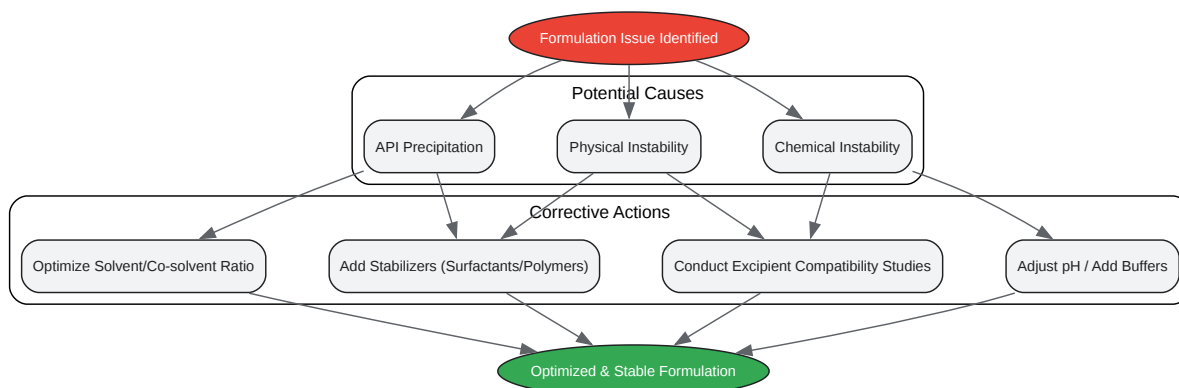 Formulation Issue Identified
Potential Causes
API Precipitation
Physical Instability
Chemical Instability
Corrective Actions
Optimize Solvent/Co-solvent Ratio
Add Stabilizers (Surfactants/Polymers)
Conduct Excipient Compatibility Studies
Adjust pH / Add Buffers
Optimized & Stable Formulation